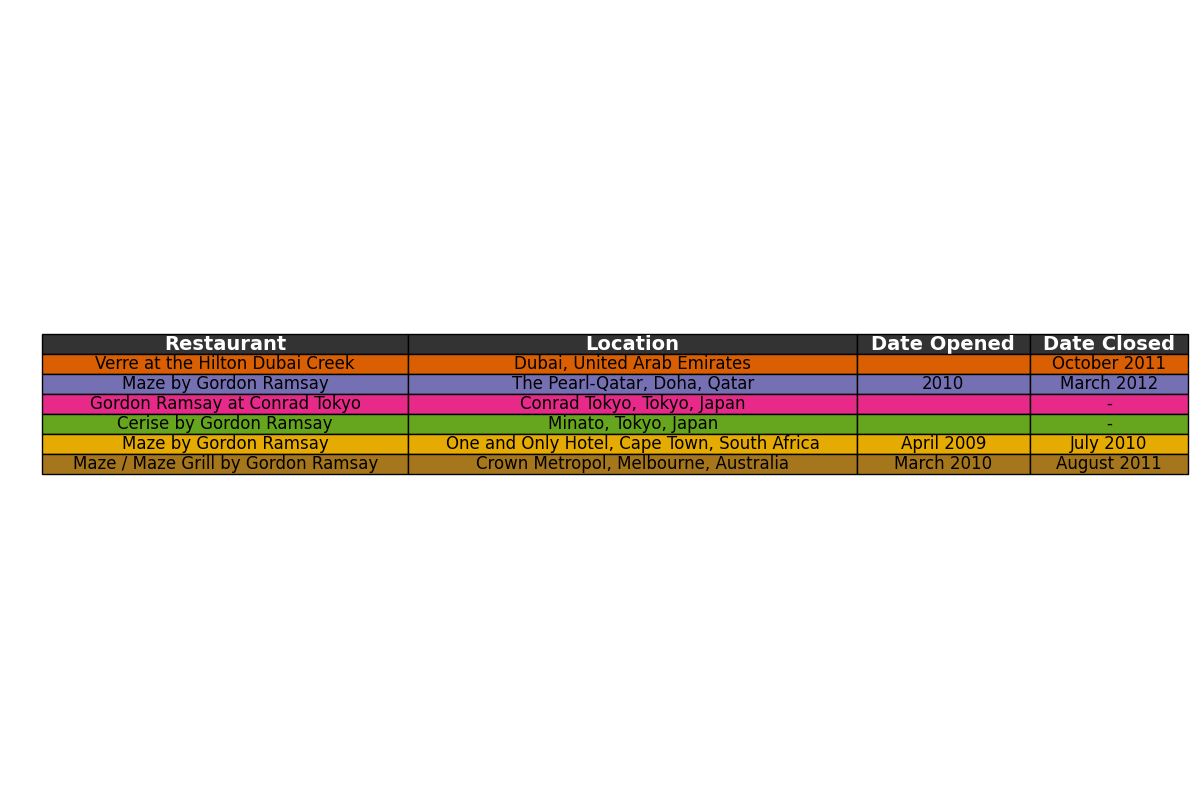 Restaurant Location Date Opened Date Closed
Verre at the Hilton Dubai Creek Dubai, United Arab Emirates October 2011
Maze by Gordon Ramsay The Pearl-Qatar, Doha, Qatar 2010 March 2012
Gordon Ramsay at Conrad Tokyo Conrad Tokyo, Tokyo, Japan -
Cerise by Gordon Ramsay Minato, Tokyo, Japan -
Maze by Gordon Ramsay One and Only Hotel, Cape Town, South Africa April 2009 July 2010
Maze / Maze Grill by Gordon Ramsay Crown Metropol, Melbourne, Australia March 2010 August 2011